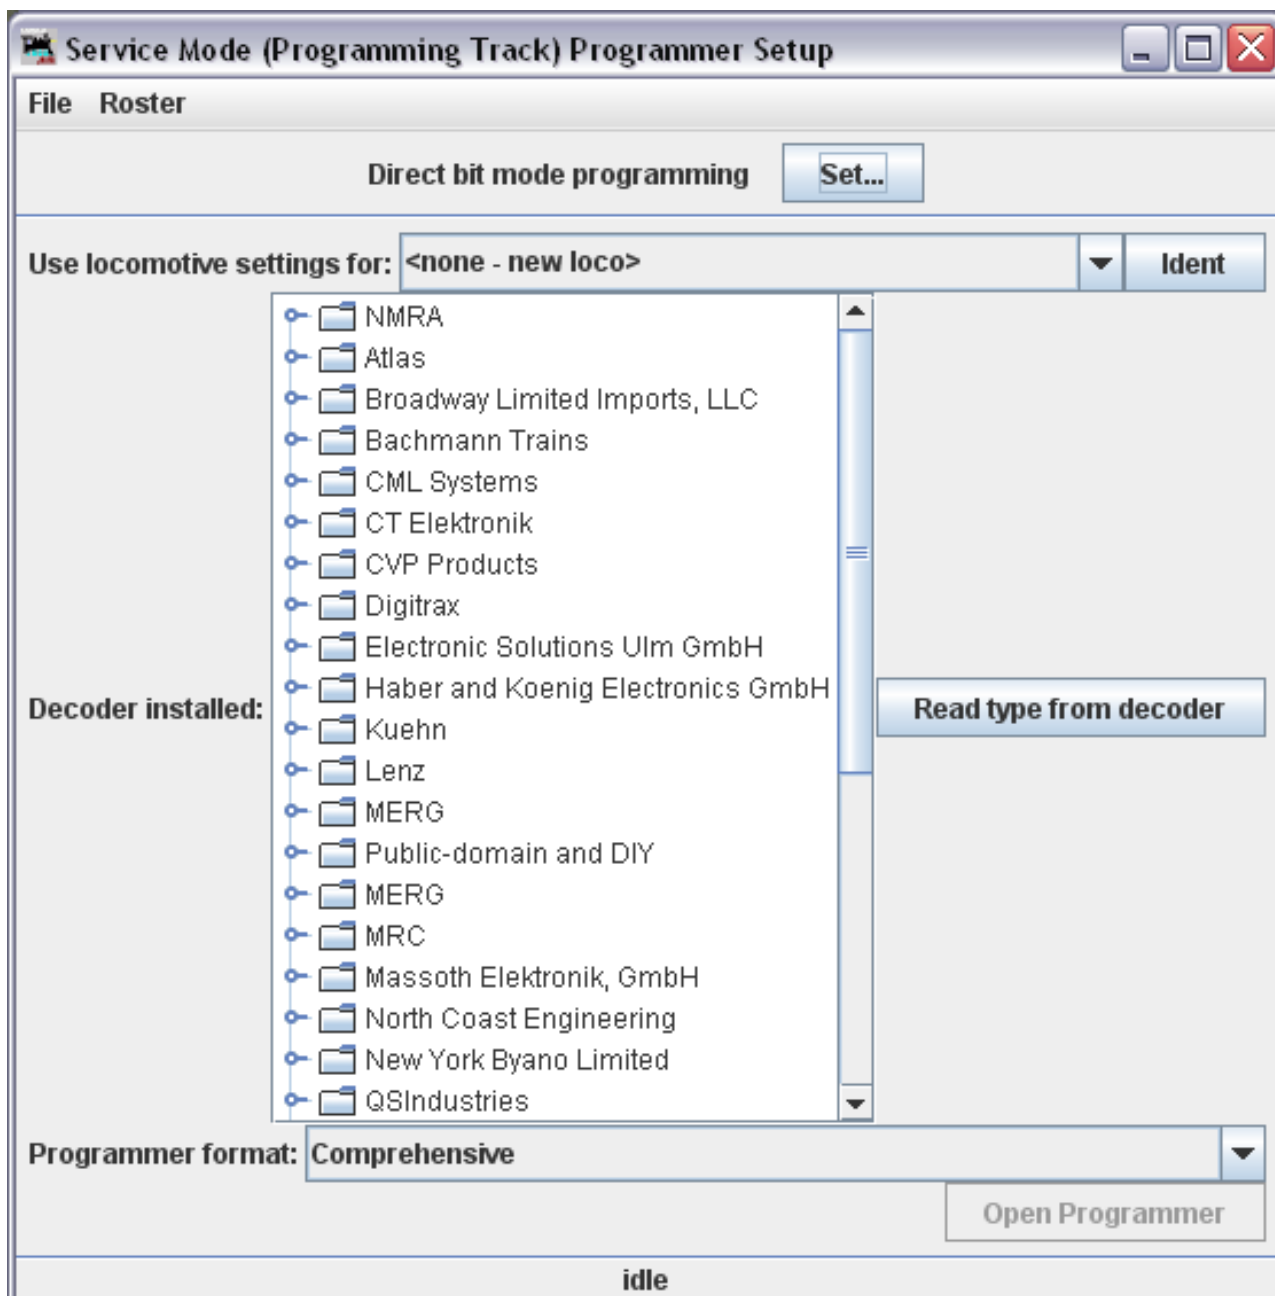 Service Mode (Programming Track) Programmer Setup
File Roster
Direct bit mode programming Set...
Use locomotive settings for: <none - new loco> Ident
NMRA
Atlas
Broadway Limited Imports, LLC
Bachmann Trains
CML Systems
CT Elektronik
CVP Products
Digitrax
Electronic Solutions Ulm GmbH
Haber and Koenig Electronics GmbH
Decoder installed: Read type from decoder
Kuehn
Lenz
MERG
Public-domain and DIY
MERG
MRC
Massoth Elektronik, GmbH
North Coast Engineering
New York Byano Limited
QSIndustries
Programmer format: Comprehensive
Open Programmer
idle